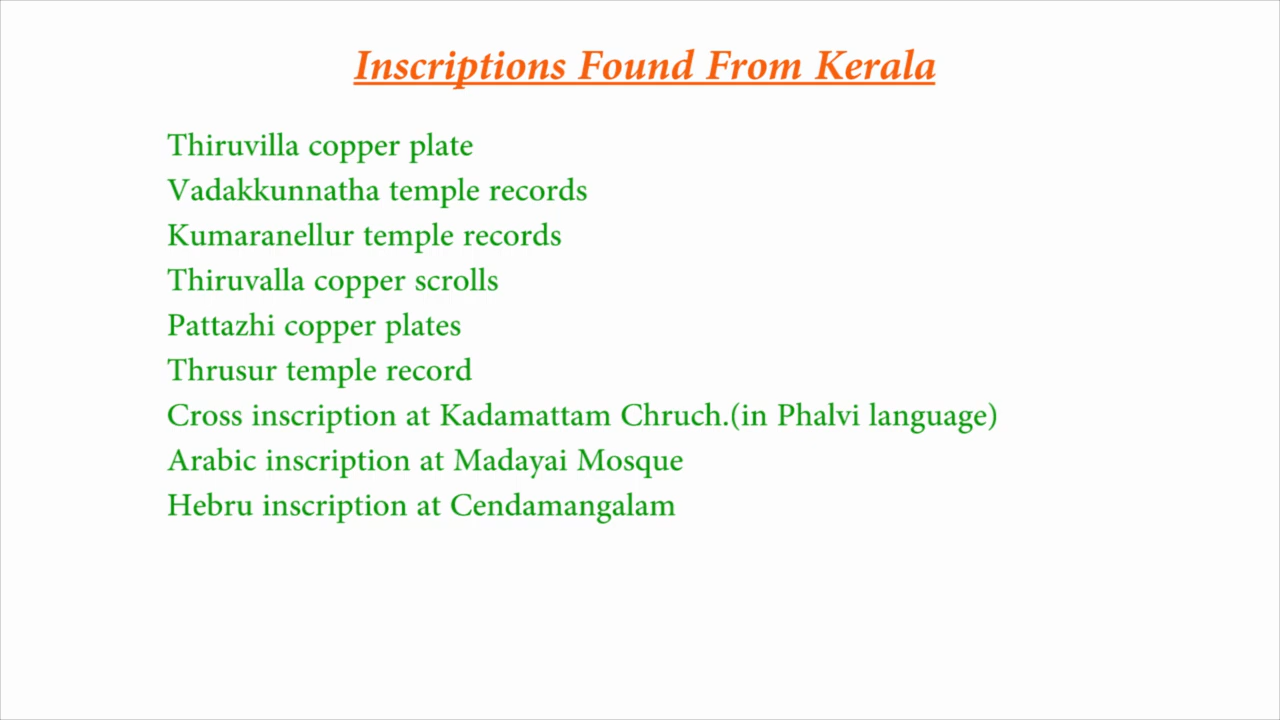 Inscriptions Found From Kerala
Thiruvilla copper plate
Vadakkunnatha temple records
Kumaranellur temple records
Thiruvalla copper scrolls
Pattazhi copper plates
Thrusur temple record
Cross inscription at Kadamattam Chruch.(in Phalvi language)
Arabic inscription at Madayai Mosque
Hebru inscription at Cendamangalam